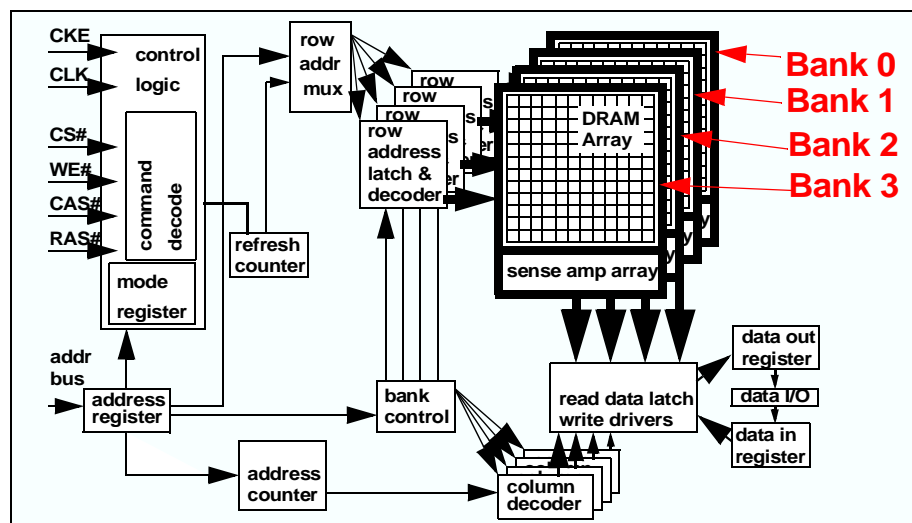 CKE
CLK
CS#
WE#
CAS#
RAS#
control
logic
command
decode
mode
register
addr
bus
address
register
refresh
counter
row
addr
mux
row
row
row
row
address
latch &
decoder
bank
control
address
counter
column
decoder
DRAM
Array
sense amp array
Bank 0
Bank 1
Bank 2
Bank 3
read data latch
write drivers
data out
register
data I/O
data in
register